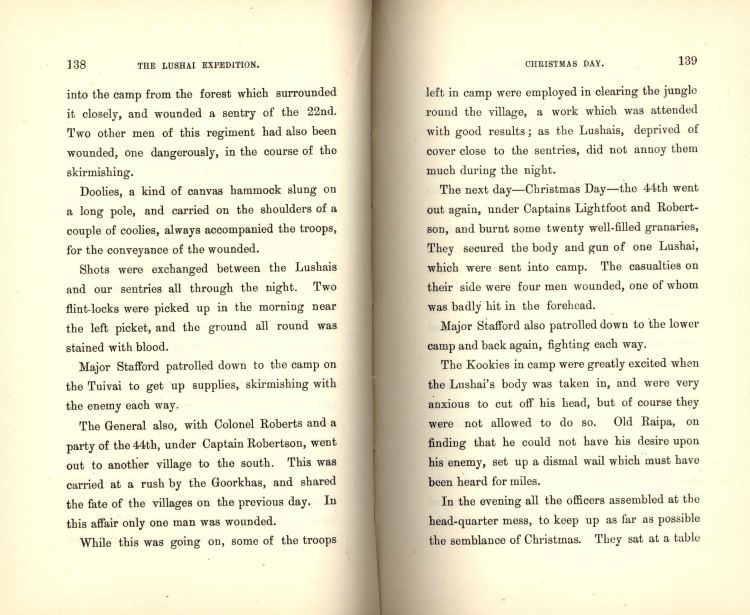 138 THE LUSHAI EXPEDITION.
into the camp from the forest which surrounded
it closely, and wounded a sentry of the 22nd.
Two other men of this regiment had also been
wounded, one dangerously, in the course of the
skirmishing.
Doolies, a kind of canvas hammock slung on
a long pole, and carried on the shoulders of a
couple of coolies, always accompanied the troops,
for the conveyance of the wounded.
Shots were exchanged between the Lushais
and our sentries all through the night. Two
flint-locks were picked up in the morning near
the left picket, and the ground all round was
stained with blood.
Major Stafford patrolled down to the camp on
the Tuivai to get up supplies, skirmishing with
the enemy each way.
The General also, with Colonel Roberts and a
party of the 44th, under Captain Robertson, went
out to another village to the south. This was
carried at a rush by the Goorkhas, and shared
the fate of the villages on the previous day. In
this affair only one man was wounded.
While this was going on, some of the troops
CHRISTMAS DAY. 139
left in camp were employed in clearing the jungle
round the village, a work which was attended
with good results; as the Lushais, deprived of
cover close to the sentries, did not annoy them
much during the night.
The next day—Christmas Day—the 44th went
out again, under Captains Lightfoot and Robert-
son, and burnt some twenty well-filled granaries,
They secured the body and gun of one Lushai,
which were sent into camp. The casualties on
their side were four men wounded, one of whom
was badly hit in the forehead.
Major Stafford also patrolled down to the lower
camp and back again, fighting each way.
The Kookies in camp were greatly excited when
the Lushai's body was taken in, and were very
anxious to cut off his head, but of course they
were not allowed to do so. Old Raipa, on
finding that he could not have his desire upon
his enemy, set up a dismal wail which must have
been heard for miles.
In the evening all the officers assembled at the
head-quarter mess, to keep up as far as possible
the semblance of Christmas. They sat at a table